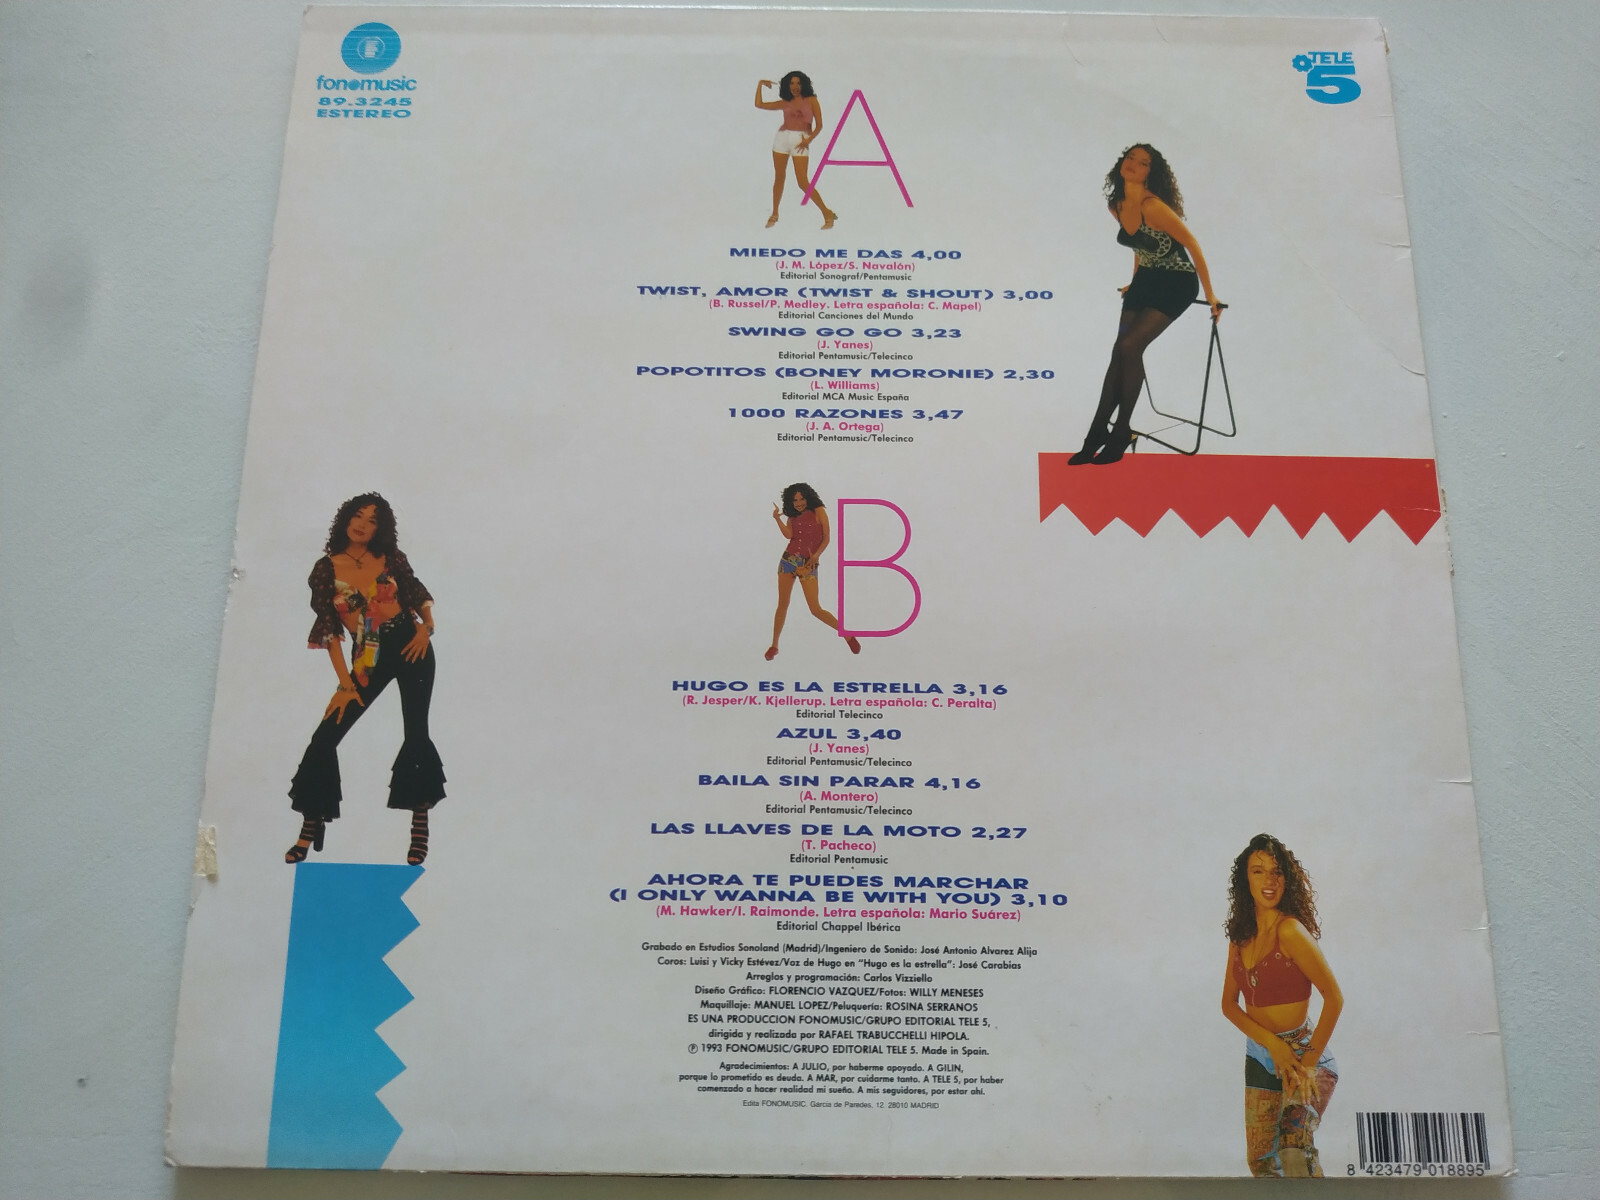 fonomusic
89.3245
ESTEREO
TELE
5
A
MIEDO ME DAS 4,00
(J. M. López/S. Navalón)
Editorial Sonograf/Pentamusic
TWIST, AMOR (TWIST & SHOUT) 3,00
(B. Russel/P. Medley. Letra española: C. Mapel)
Editorial Canciones del Mundo
SWING GO GO 3,23
(J. Yanes)
Editorial Pentamusic/Telecinco
POPOTITOS (BONEY MORONIE) 2,30
(L. Williams)
Editorial MCA Music España
1000 RAZONES 3,47
(J. A. Ortega)
Editorial Pentamusic/Telecinco
B
HUGO ES LA ESTRELLA 3,16
(R. Jesper/K. Kjellerup. Letra española: C. Peralta)
Editorial Telecinco
AZUL 3,40
(J. Yanes)
Editorial Pentamusic/Telecinco
BAILA SIN PARAR 4,16
(A. Montero)
Editorial Pentamusic/Telecinco
LAS LLAVES DE LA MOTO 2,27
(T. Pacheco)
Editorial Pentamusic
AHORA TE PUEDES MARCHAR
(I ONLY WANNA BE WITH YOU) 3,10
(M. Hawker/I. Raimonde. Letra española: Mario Suárez)
Editorial Chappel Ibérica
Grabado en Estudios Sonoland (Madrid)/Ingeniero de Sonido: José Antonio Alvarez Alija
Coros: Luisi y Vicky Estévez/Voz de Hugo en "Hugo es la estrella": José Carabias
Arreglos y programación: Carlos Vizziello
Diseño Gráfico: FLORENCIO VAZQUEZ/Fotos: WILLY MENESES
Maquillaje: MANUEL LOPEZ/Peluquería: ROSINA SERRANOS
ES UNA PRODUCCION FONOMUSIC/GRUPO EDITORIAL TELE 5,
dirigida y realizada por RAFAEL TRABUCCHELLI HIPOLA.
℗ 1993 FONOMUSIC/GRUPO EDITORIAL TELE 5. Made in Spain.
Agradecimientos: A JULIO, por haberme apoyado. A GILIN,
porque lo prometido es deuda. A MAR, por cuidarme tanto. A TELE 5, por haber
comenzado a hacer realidad mi sueño. A mis seguidores, por estar ahí.
Edita FONOMUSIC. García de Paredes, 12. 28010 MADRID
8 423479 018895